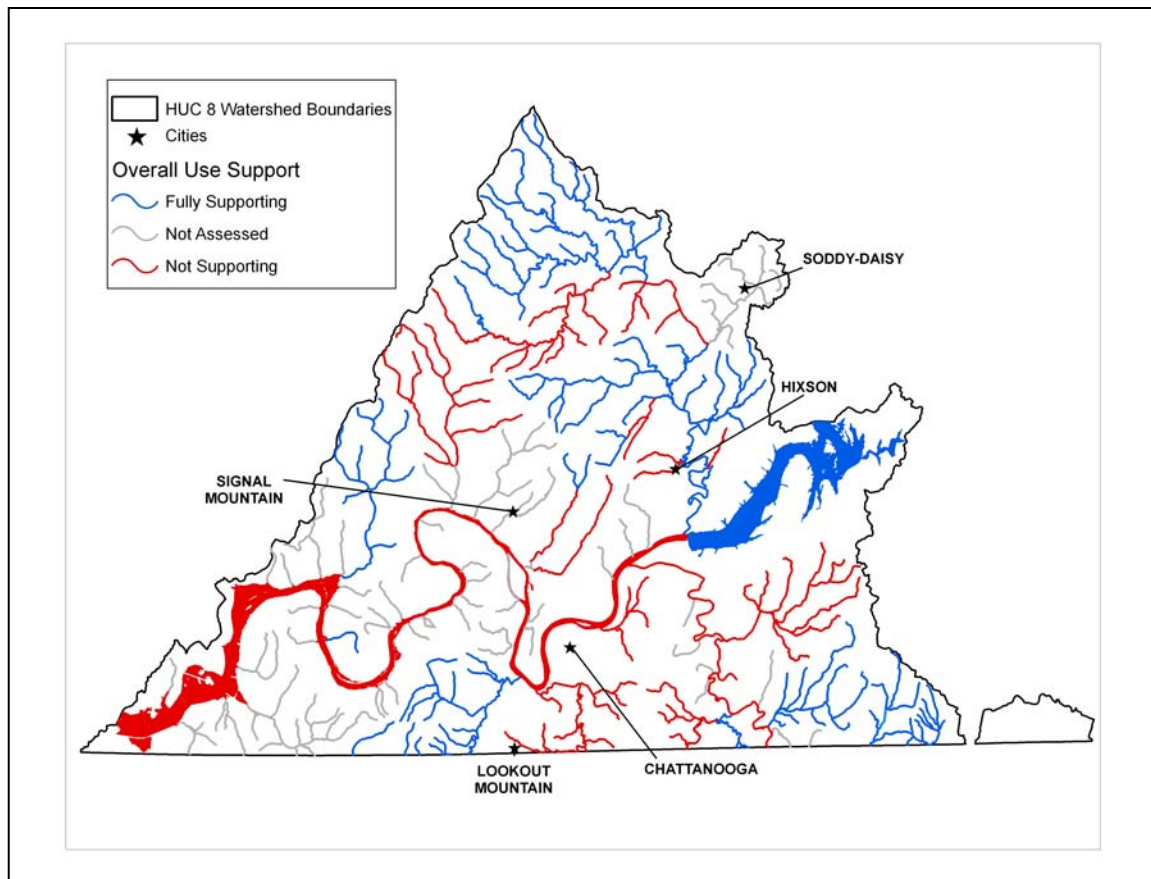 HUC 8 Watershed Boundaries
Cities
Overall Use Support
Fully Supporting
Not Assessed
Not Supporting
SODDY-DAISY
HIXSON
SIGNAL
MOUNTAIN
LOOKOUT
MOUNTAIN
CHATTANOOGA